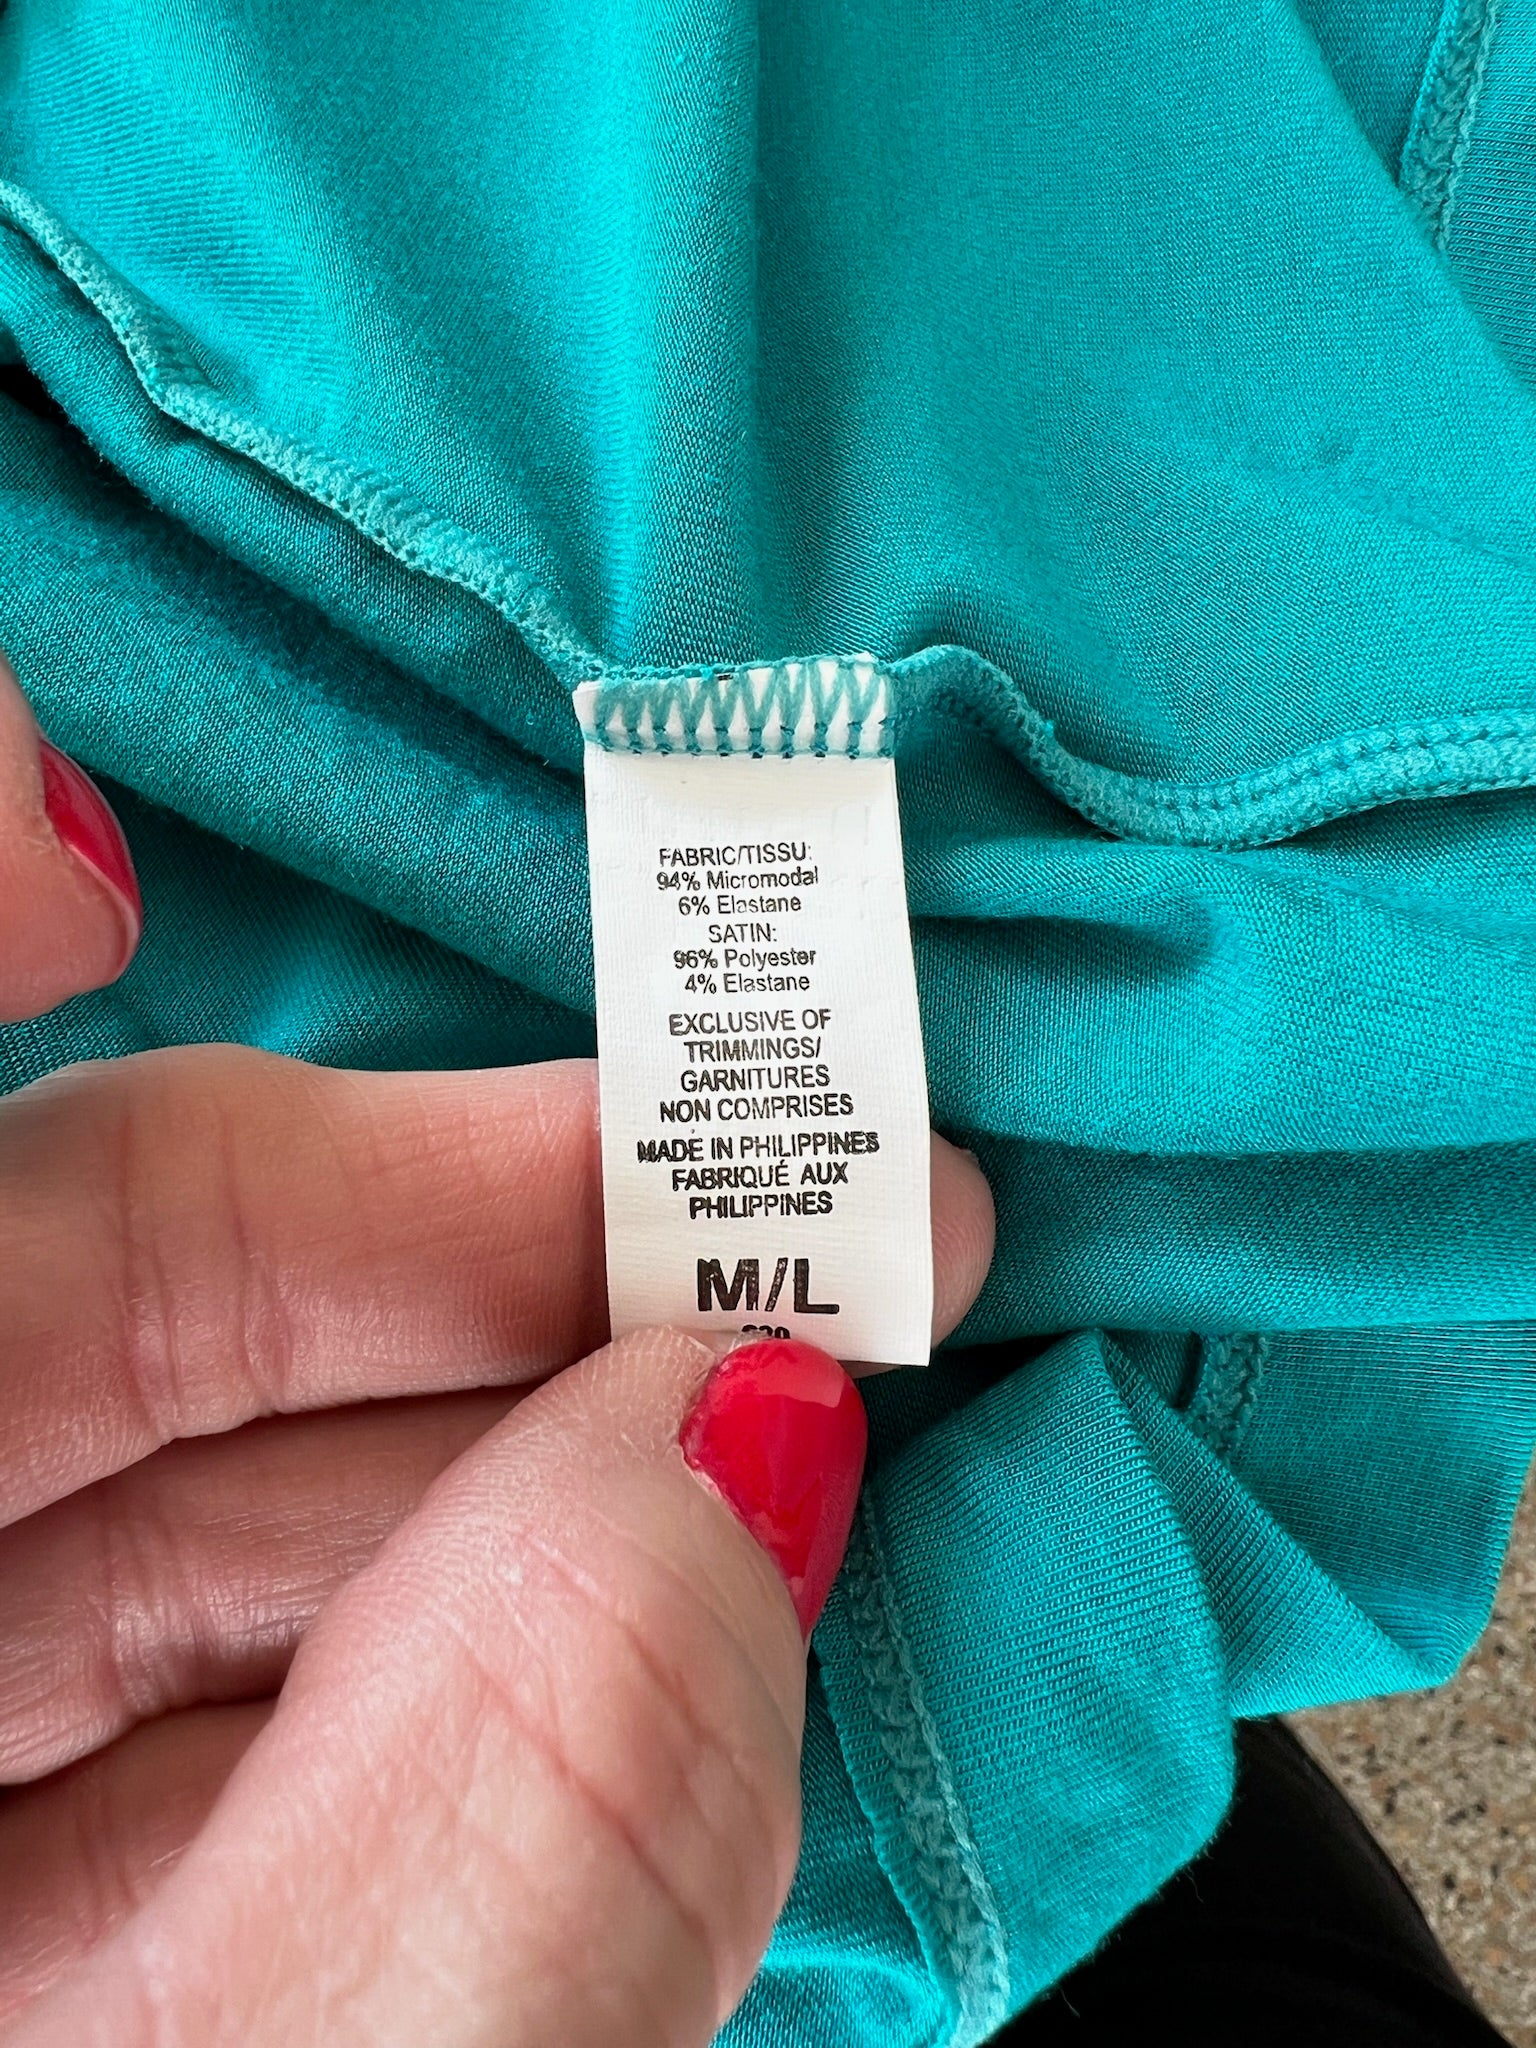 FABRIC/TISSU:
94% Micromodal
6% Elastane
SATIN:
96% Polyester
4% Elastane
EXCLUSIVE OF
TRIMMINGS/
GARNITURES
NON COMPRISES
MADE IN PHILIPPINES
FABRIQUÉ AUX
PHILIPPINES
M/L